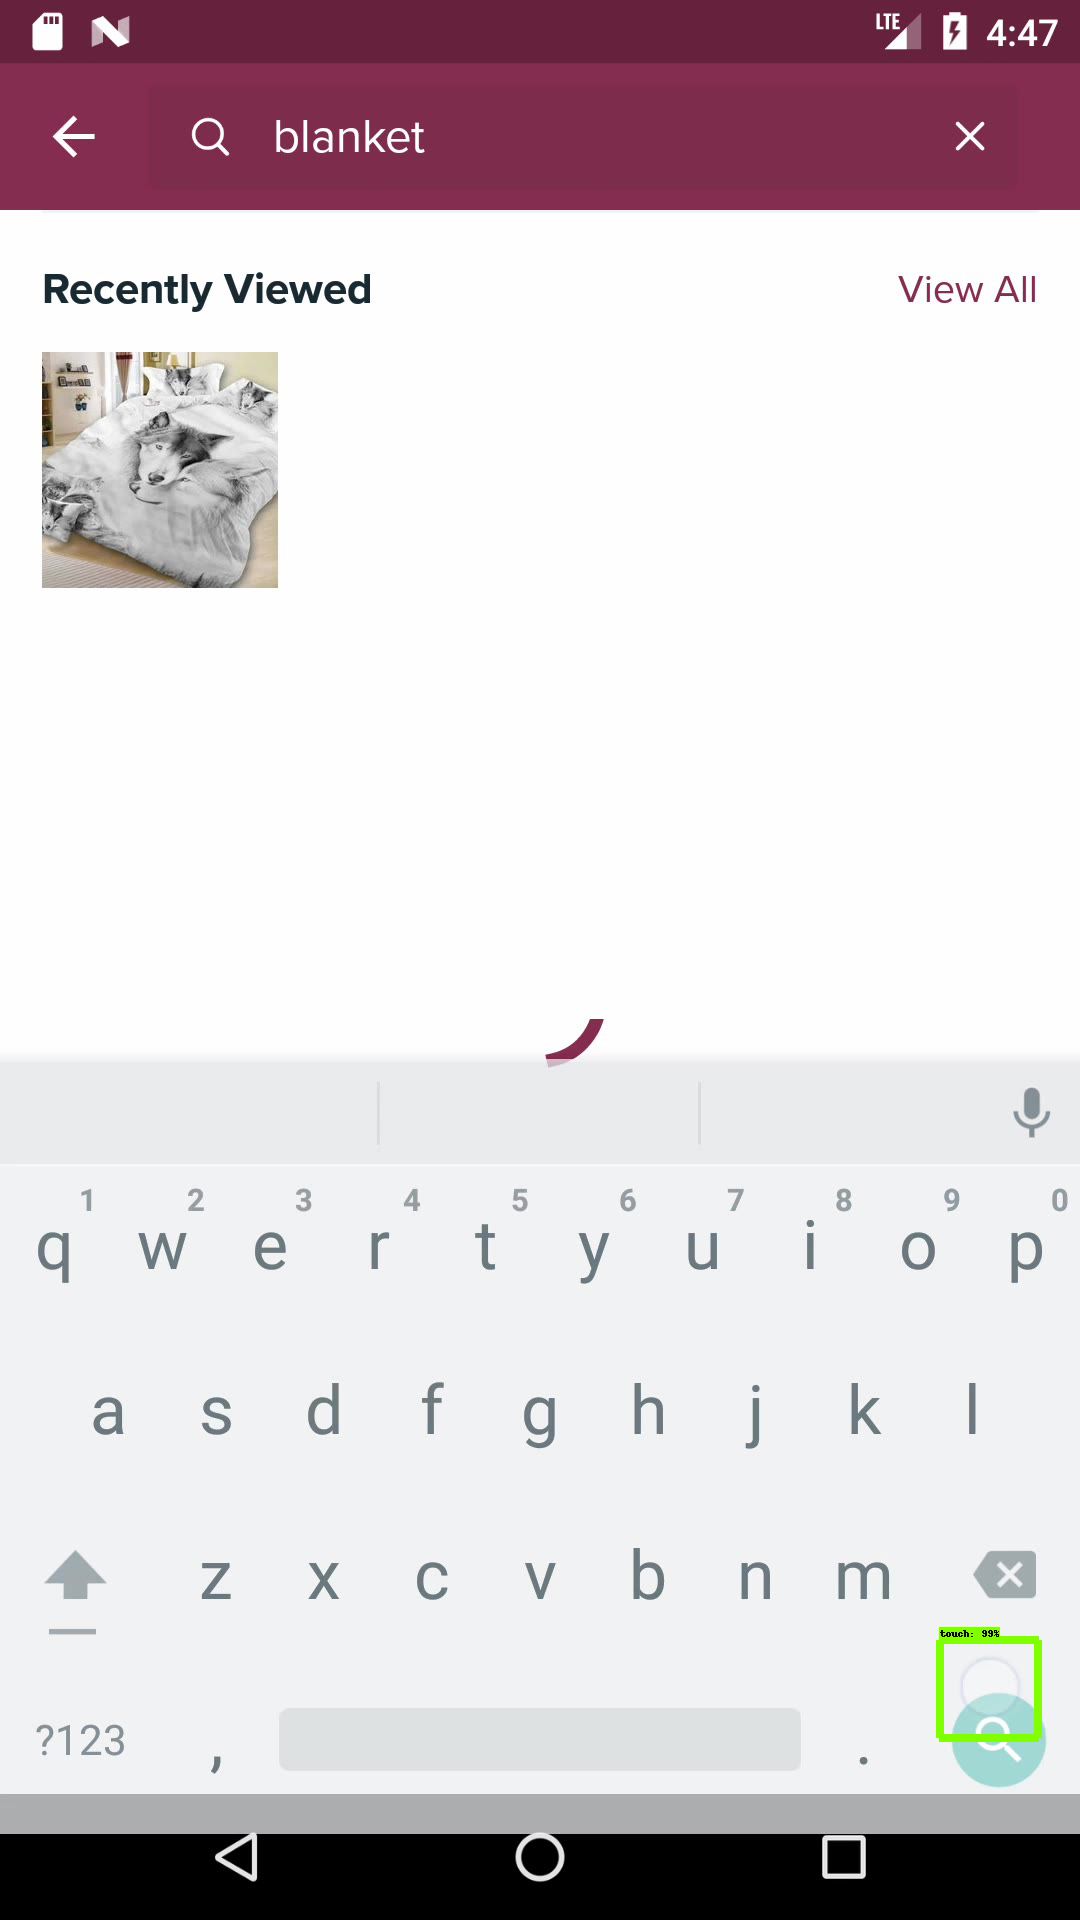 LTE 4:47
blanket
Recently Viewed View All
1 2 3 4 5 6 7 8 9 0
q w e r t y u i o p
a s d f g h j k l
z x c v b n m
touch: 99%
?123 , .